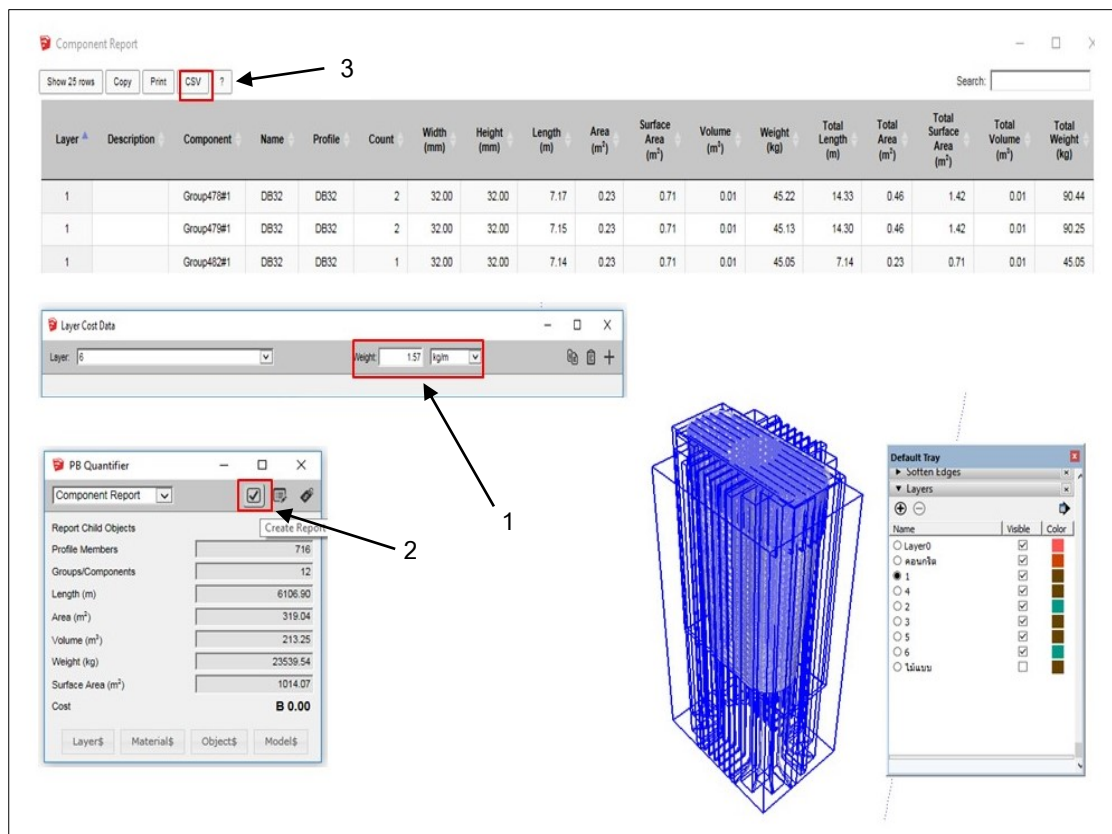 Component Report
3
Show 25 rows Copy Print CSV ? Search:
Layer Description Component Name Profile Count Width (mm) Height (mm) Length (m) Area (m²) Surface Area (m²) Volume (m³) Weight (kg) Total Length (m) Total Area (m²) Total Surface Area (m²) Total Volume (m³) Total Weight (kg)
1 Group478#1 DB32 DB32 2 32.00 32.00 7.17 0.23 0.71 0.01 45.22 14.33 0.46 1.42 0.01 90.44
1 Group479#1 DB32 DB32 2 32.00 32.00 7.15 0.23 0.71 0.01 45.13 14.30 0.46 1.42 0.01 90.25
1 Group482#1 DB32 DB32 1 32.00 32.00 7.14 0.23 0.71 0.01 45.05 7.14 0.23 0.71 0.01 45.05
Layer Cost Data
Layer: 6 Weight: 1.57 kg/m
1
PB Quantifier
Component Report
Report Child Objects Create Report
2
Profile Members 716
Groups/Components 12
Length (m) 6106.90
Area (m²) 319.04
Volume (m³) 213.25
Weight (kg) 23539.54
Surface Area (m²) 1014.07
Cost B 0.00
Layer$ Material$ Object$ Model$
Default Tray
Soften Edges
Layers
Name Visible Color
Layer0
คอนกรีต
1
4
2
3
5
6
ไม้แบบ